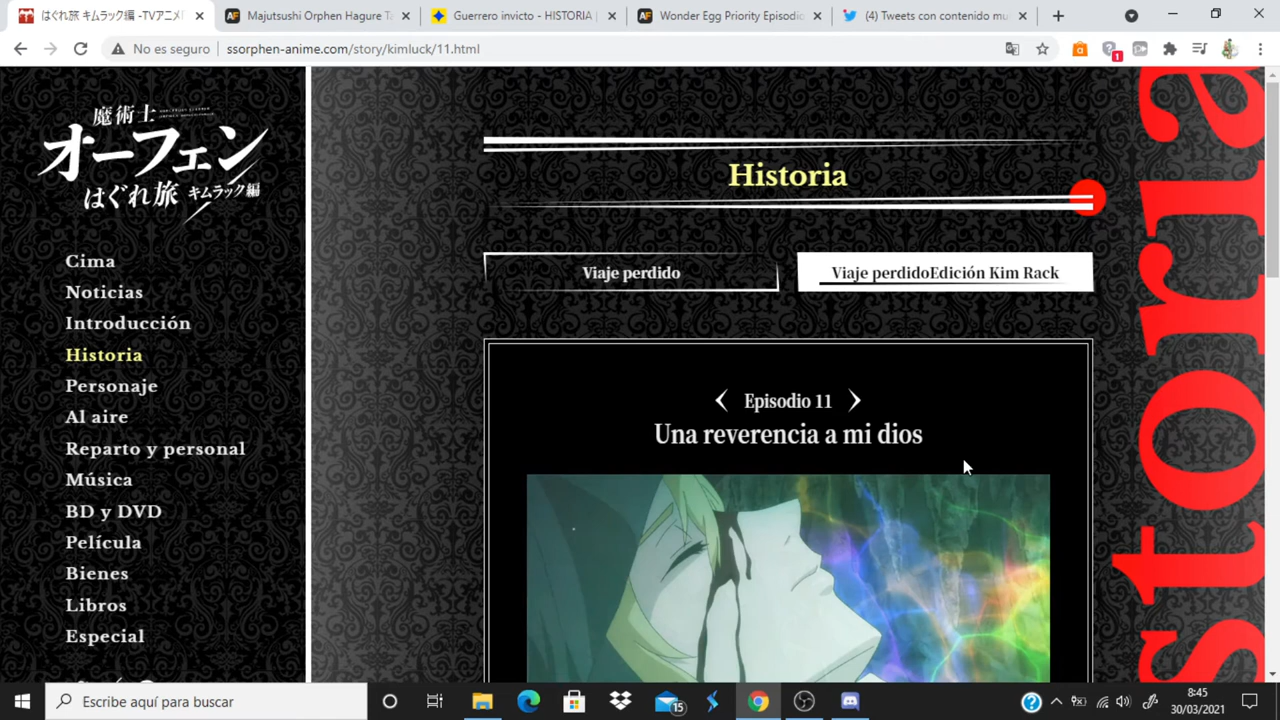 はぐれ旅 キムラック編 -TVアニメ
Majutsushi Orphen Hagure Ta
Guerrero invicto - HISTORIA |
Wonder Egg Priority Episodio
(4) Tweets con contenido mu
No es seguro
ssorphen-anime.com/story/kimluck/11.html
1
魔術士
オーフェン
はぐれ旅 キムラック編
Cima
Noticias
Introducción
Historia
Personaje
Al aire
Reparto y personal
Música
BD y DVD
Película
Bienes
Libros
Especial
Historia
Viaje perdido
Viaje perdidoEdición Kim Rack
Episodio 11
Una reverencia a mi dios
storia
Escribe aquí para buscar
15
8:45
30/03/2021